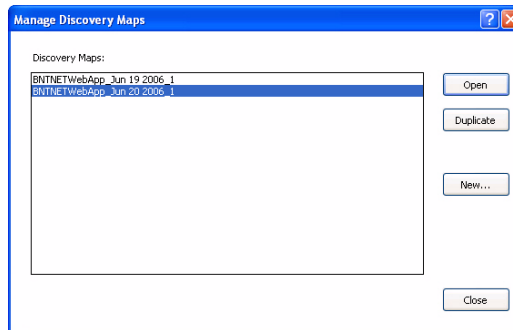 Manage Discovery Maps
Discovery Maps:
BNTNETWebApp_Jun 19 2006_1
BNTNETWebApp_Jun 20 2006_1
Open
Duplicate
New...
Close